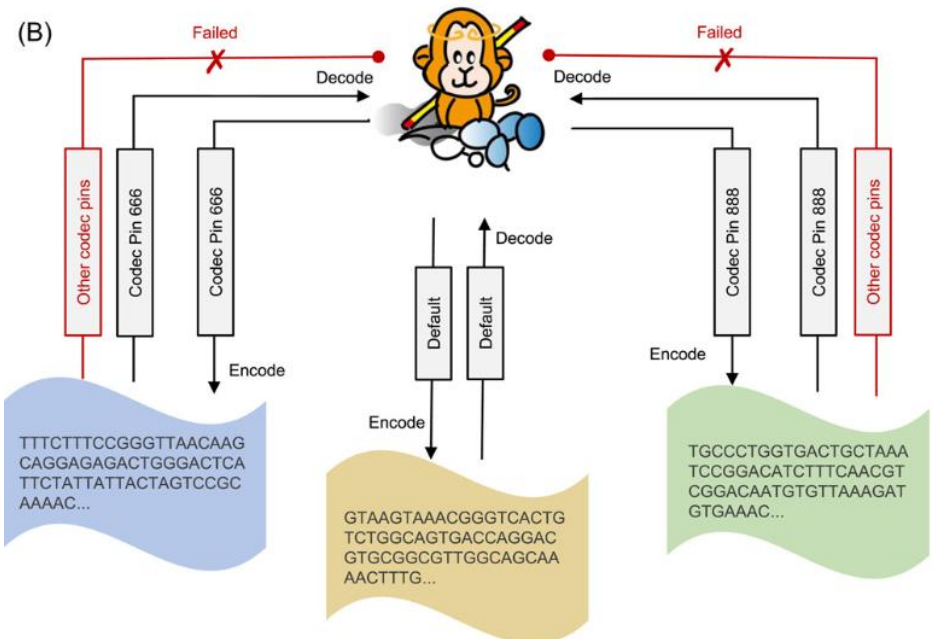 (B)
Failed
Failed
Decode
Decode
Other codec pins
Codec Pin 666
Codec Pin 666
Codec Pin 888
Codec Pin 888
Other codec pins
Decode
Default
Default
Encode
Encode
Encode
TTTCTTTCCGGGTTAACAAG
CAGGAGAGACTGGGACTCA
TTCTATTATTACTAGTCCGC
AAAAC...
GTAAGTAAACGGGTCACTG
TCTGGCAGTGACCAGGAC
GTGCGGCGTTGGCAGCAA
AACTTTG...
TGCCCTGGTGACTGCTAAA
TCCGGACATCTTTCAACGT
CGGACAATGTGTTAAAGAT
GTGAAAC...